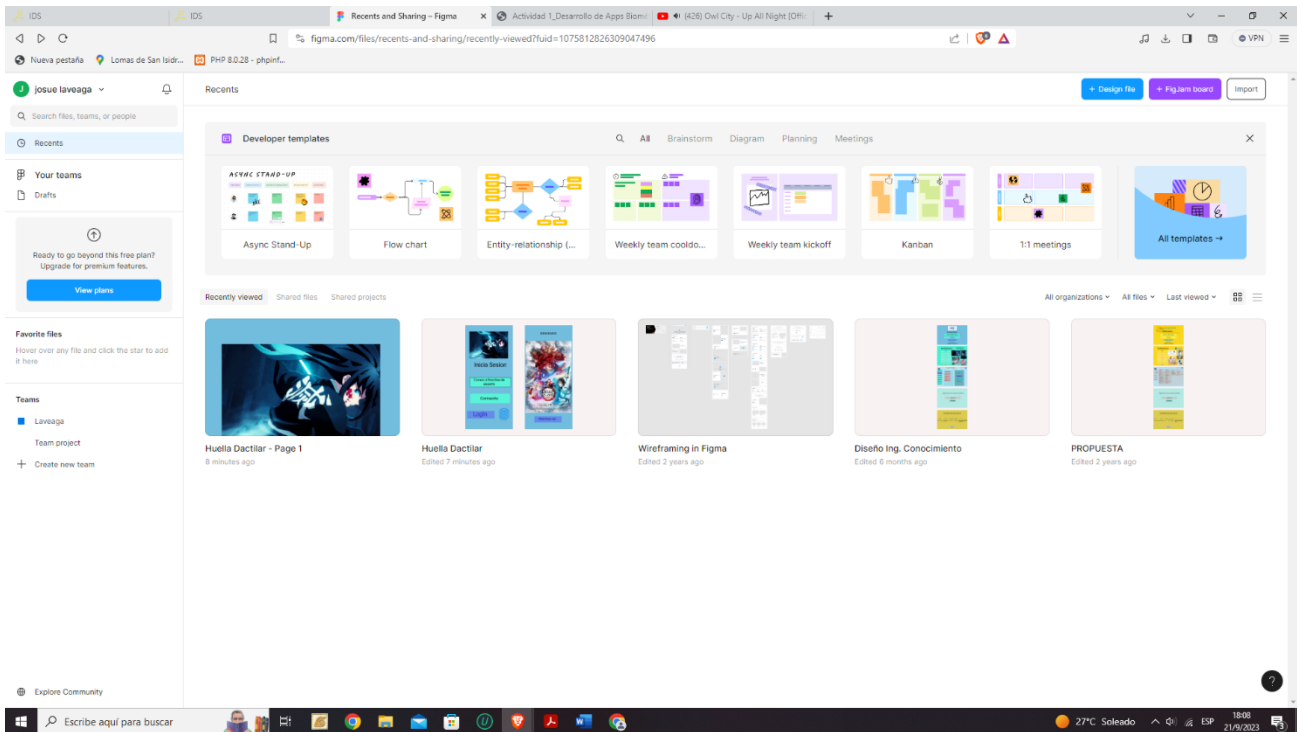 IDS
IDS
Recents and Sharing – Figma
Actividad 1_Desarrollo de Apps Biomé
(426) Owl City - Up All Night [Offic
figma.com/files/recents-and-sharing/recently-viewed?fuid=1075812826309047496
VPN
Nueva pestaña
Lomas de San Isidr...
PHP 8.0.28 - phpinf...
J
josue laveaga
Recents
+ Design file
+ FigJam board
Import
Search files, teams, or people
Recents
Your teams
Drafts
Ready to go beyond this free plan?
Upgrade for premium features.
View plans
Favorite files
Hover over any file and click the star to add
it here
Teams
Laveaga
Team project
+ Create new team
Explore Community
Developer templates
All
Brainstorm
Diagram
Planning
Meetings
ASYNC STAND-UP
Async Stand-Up
Flow chart
Entity-relationship (...
Weekly team cooldo...
Weekly team kickoff
Kanban
1:1 meetings
All templates →
Recently viewed
Shared files
Shared projects
All organizations
All files
Last viewed
Inicia Sesion
Login
Huella Dactilar - Page 1
8 minutes ago
Huella Dactilar
Edited 7 minutes ago
Wireframing in Figma
Edited 2 years ago
Diseño Ing. Conocimiento
Edited 8 months ago
PROPUESTA
Edited 2 years ago
?
Escribe aquí para buscar
27°C Soleado
ESP
18:08
21/9/2023